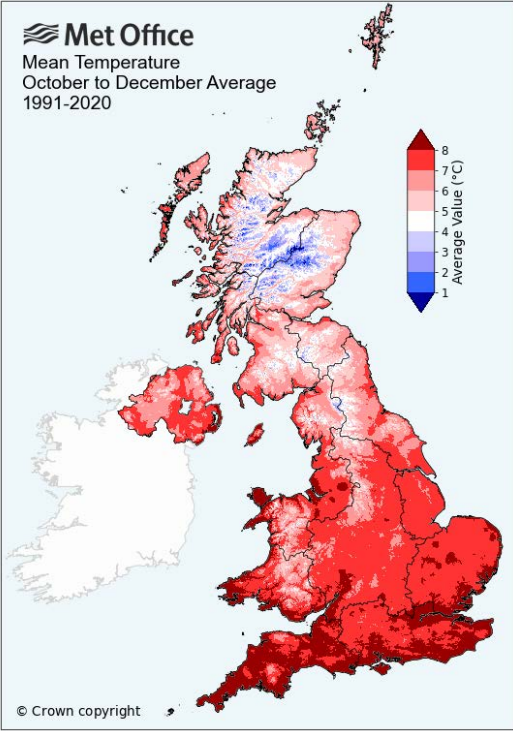 Met Office
Mean Temperature
October to December Average
1991-2020
8
7
6
5
4
3
2
1
Average Value (°C)
© Crown copyright